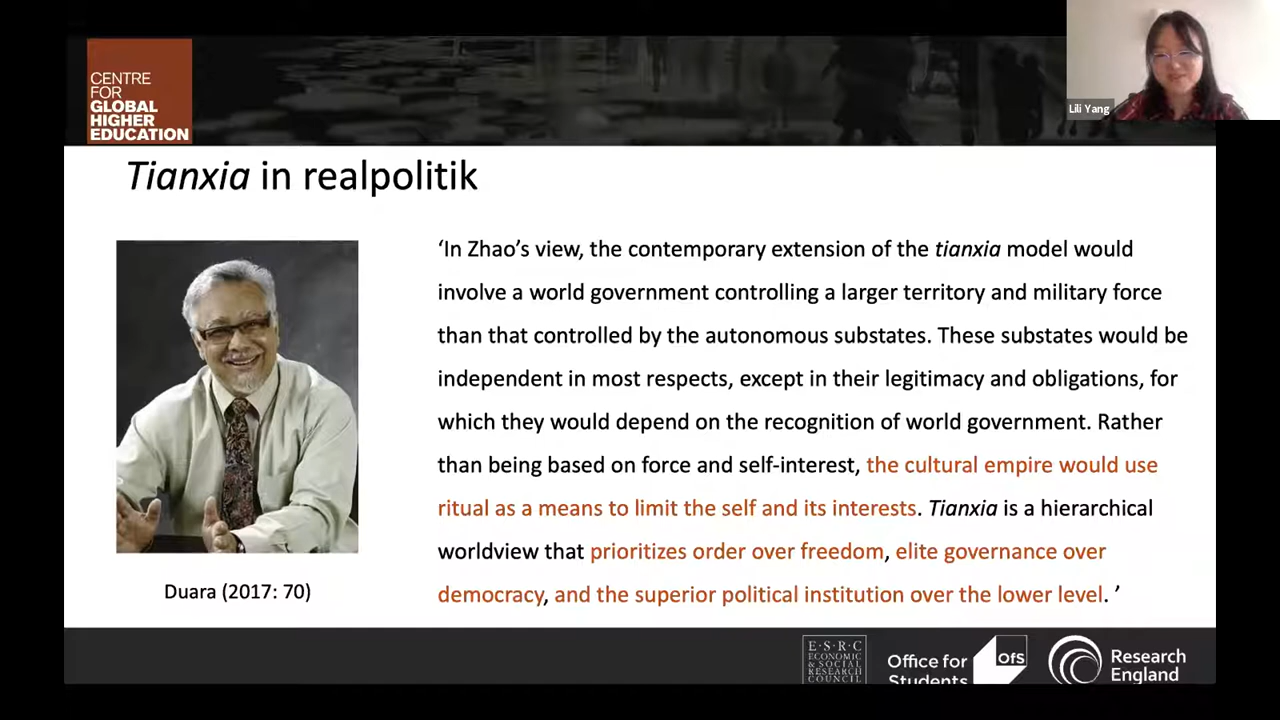 CENTRE
FOR
GLOBAL
HIGHER
EDUCATION
Lili Yang
Tianxia in realpolitik
‘In Zhao’s view, the contemporary extension of the tianxia model would
involve a world government controlling a larger territory and military force
than that controlled by the autonomous substates. These substates would be
independent in most respects, except in their legitimacy and obligations, for
which they would depend on the recognition of world government. Rather
than being based on force and self-interest, the cultural empire would use
ritual as a means to limit the self and its interests. Tianxia is a hierarchical
worldview that prioritizes order over freedom, elite governance over
democracy, and the superior political institution over the lower level. ’
Duara (2017: 70)
E·S·R·C
ECONOMIC
& SOCIAL
RESEARCH
COUNCIL
Office for
Students
OfS
Research
England